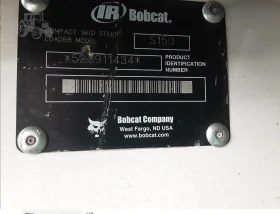 IR Bobcat®
COMPACT SKID STEER
LOADER MODEL
S150
*523911434*
PRODUCT
IDENTIFICATION
NUMBER
Bobcat Company
West Fargo, ND USA
www.bobcat.com